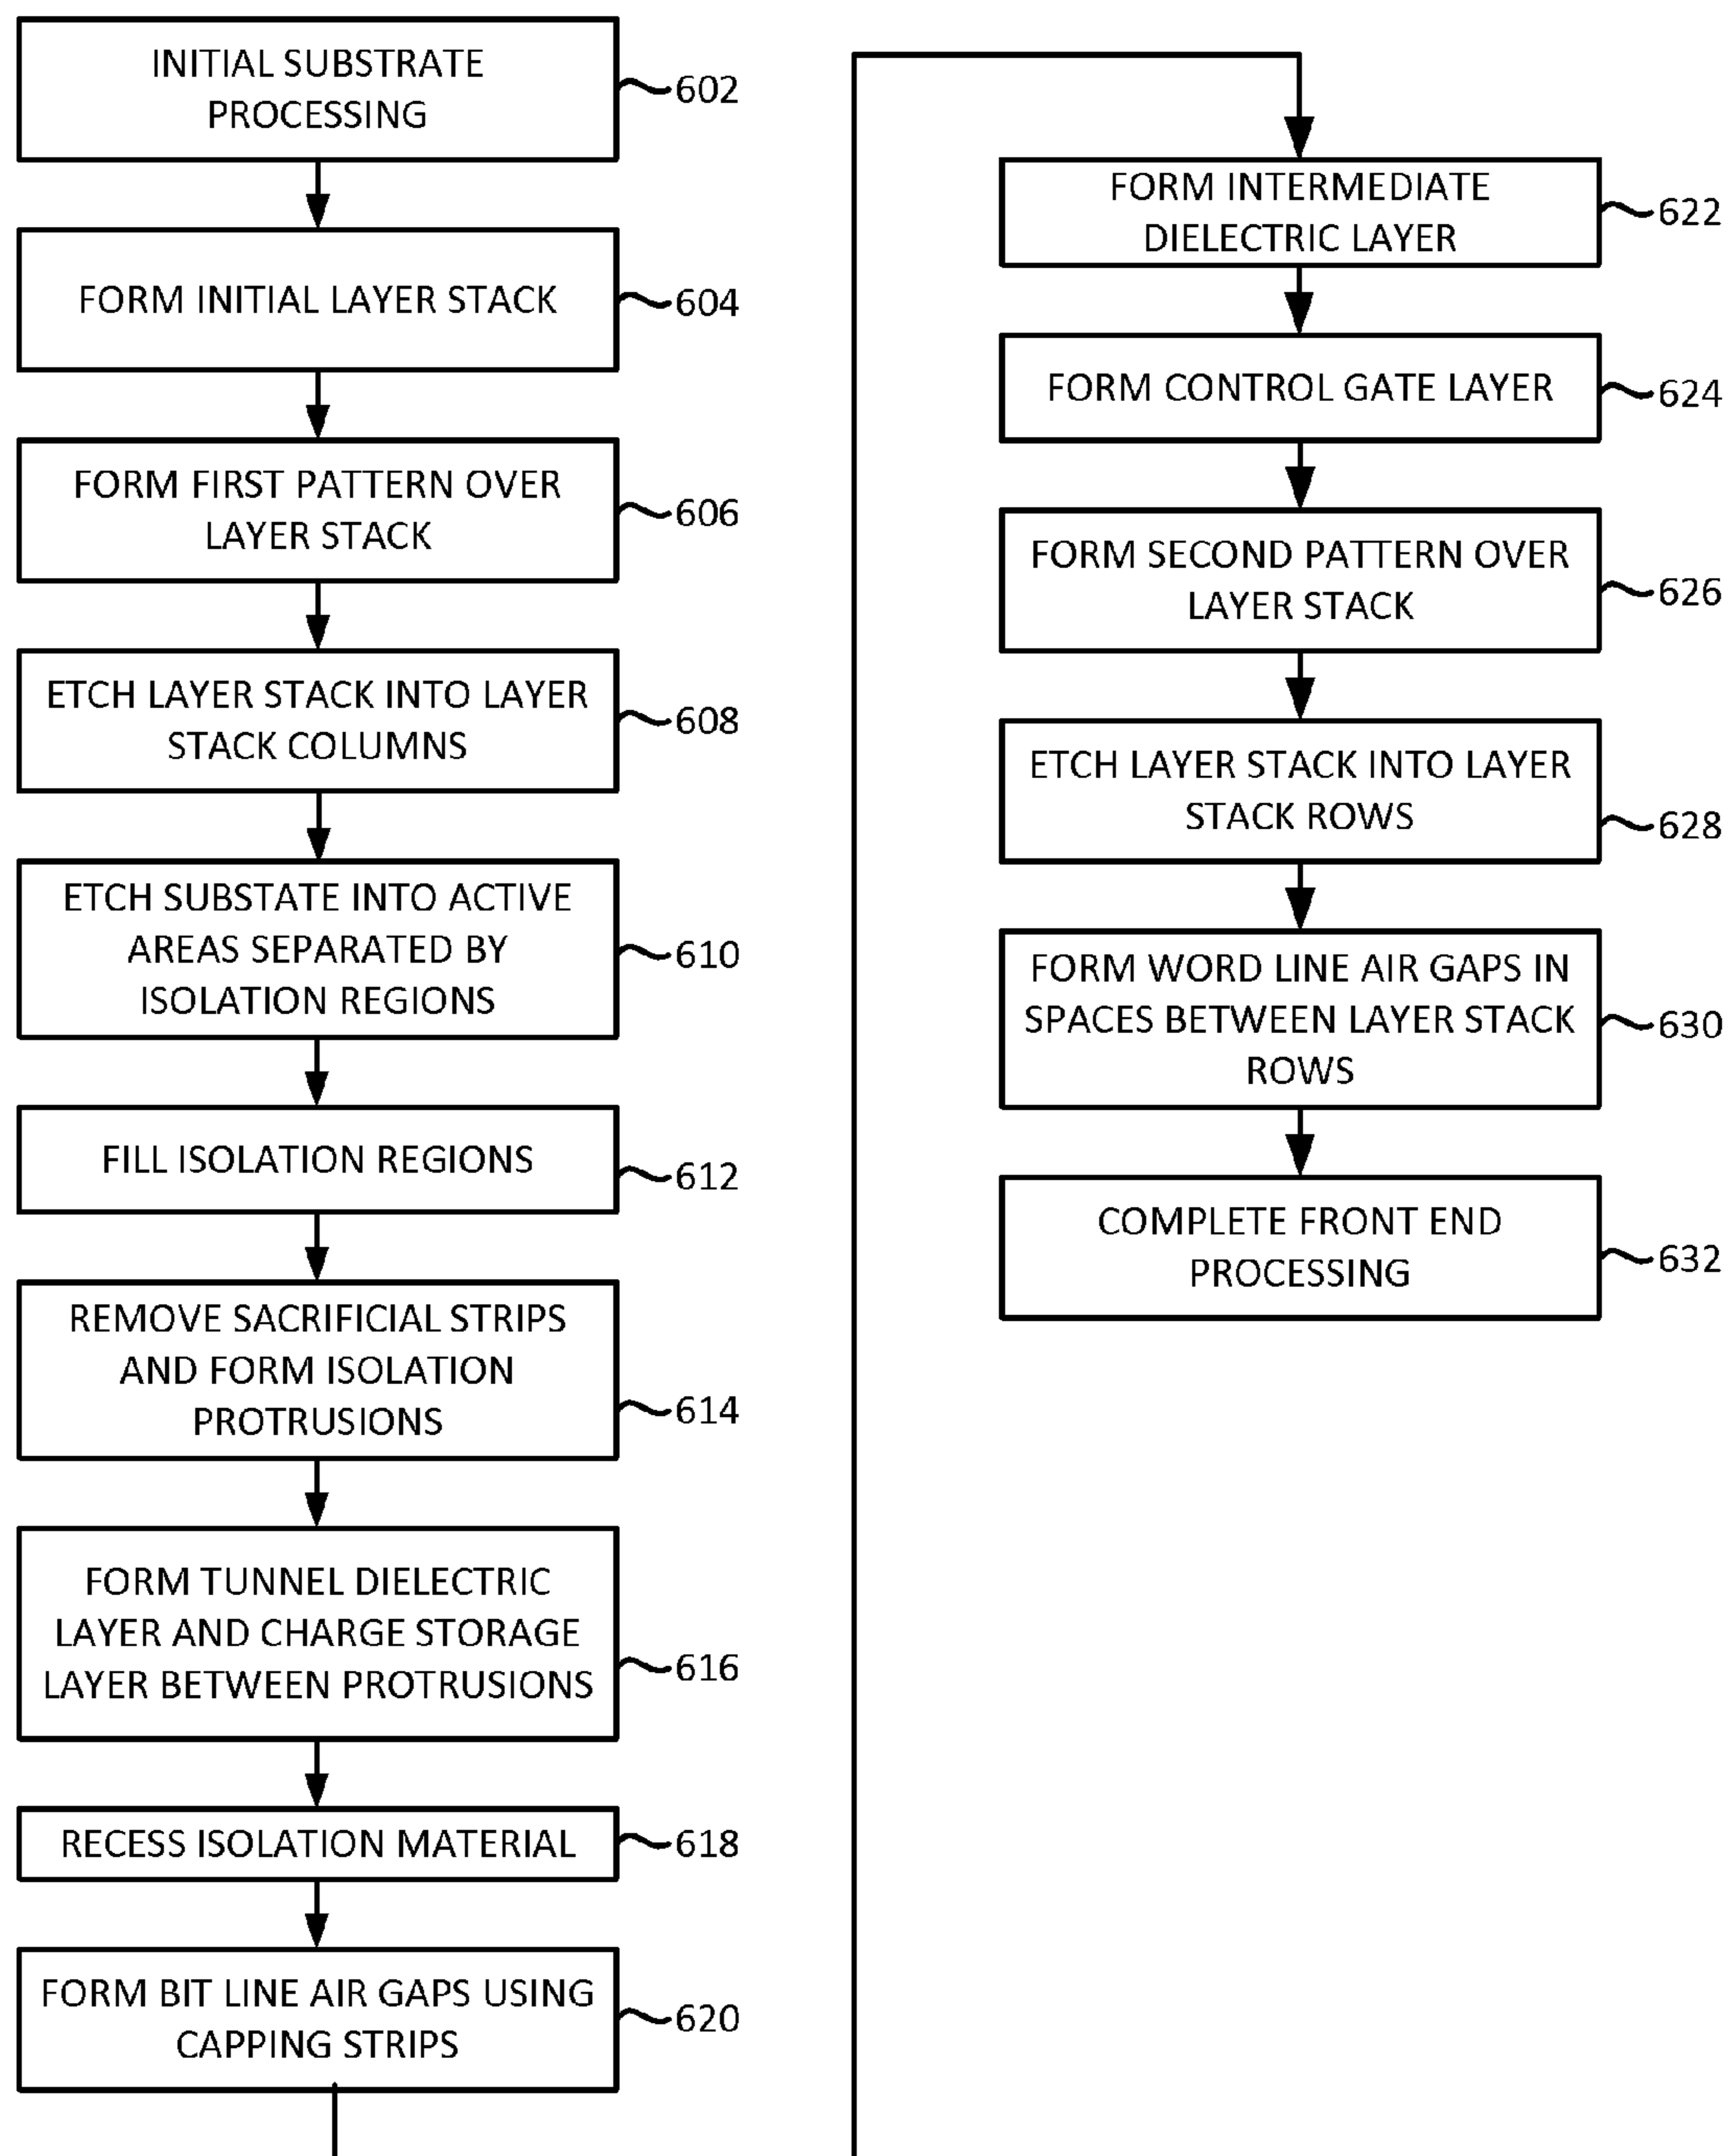 INITIAL SUBSTRATE
PROCESSING
602
FORM INITIAL LAYER STACK
604
FORM FIRST PATTERN OVER
LAYER STACK
606
ETCH LAYER STACK INTO LAYER
STACK COLUMNS
608
ETCH SUBSTATE INTO ACTIVE
AREAS SEPARATED BY
ISOLATION REGIONS
610
FILL ISOLATION REGIONS
612
REMOVE SACRIFICIAL STRIPS
AND FORM ISOLATION
PROTRUSIONS
614
FORM TUNNEL DIELECTRIC
LAYER AND CHARGE STORAGE
LAYER BETWEEN PROTRUSIONS
616
RECESS ISOLATION MATERIAL
618
FORM BIT LINE AIR GAPS USING
CAPPING STRIPS
620
FORM INTERMEDIATE
DIELECTRIC LAYER
622
FORM CONTROL GATE LAYER
624
FORM SECOND PATTERN OVER
LAYER STACK
626
ETCH LAYER STACK INTO LAYER
STACK ROWS
628
FORM WORD LINE AIR GAPS IN
SPACES BETWEEN LAYER STACK
ROWS
630
COMPLETE FRONT END
PROCESSING
632